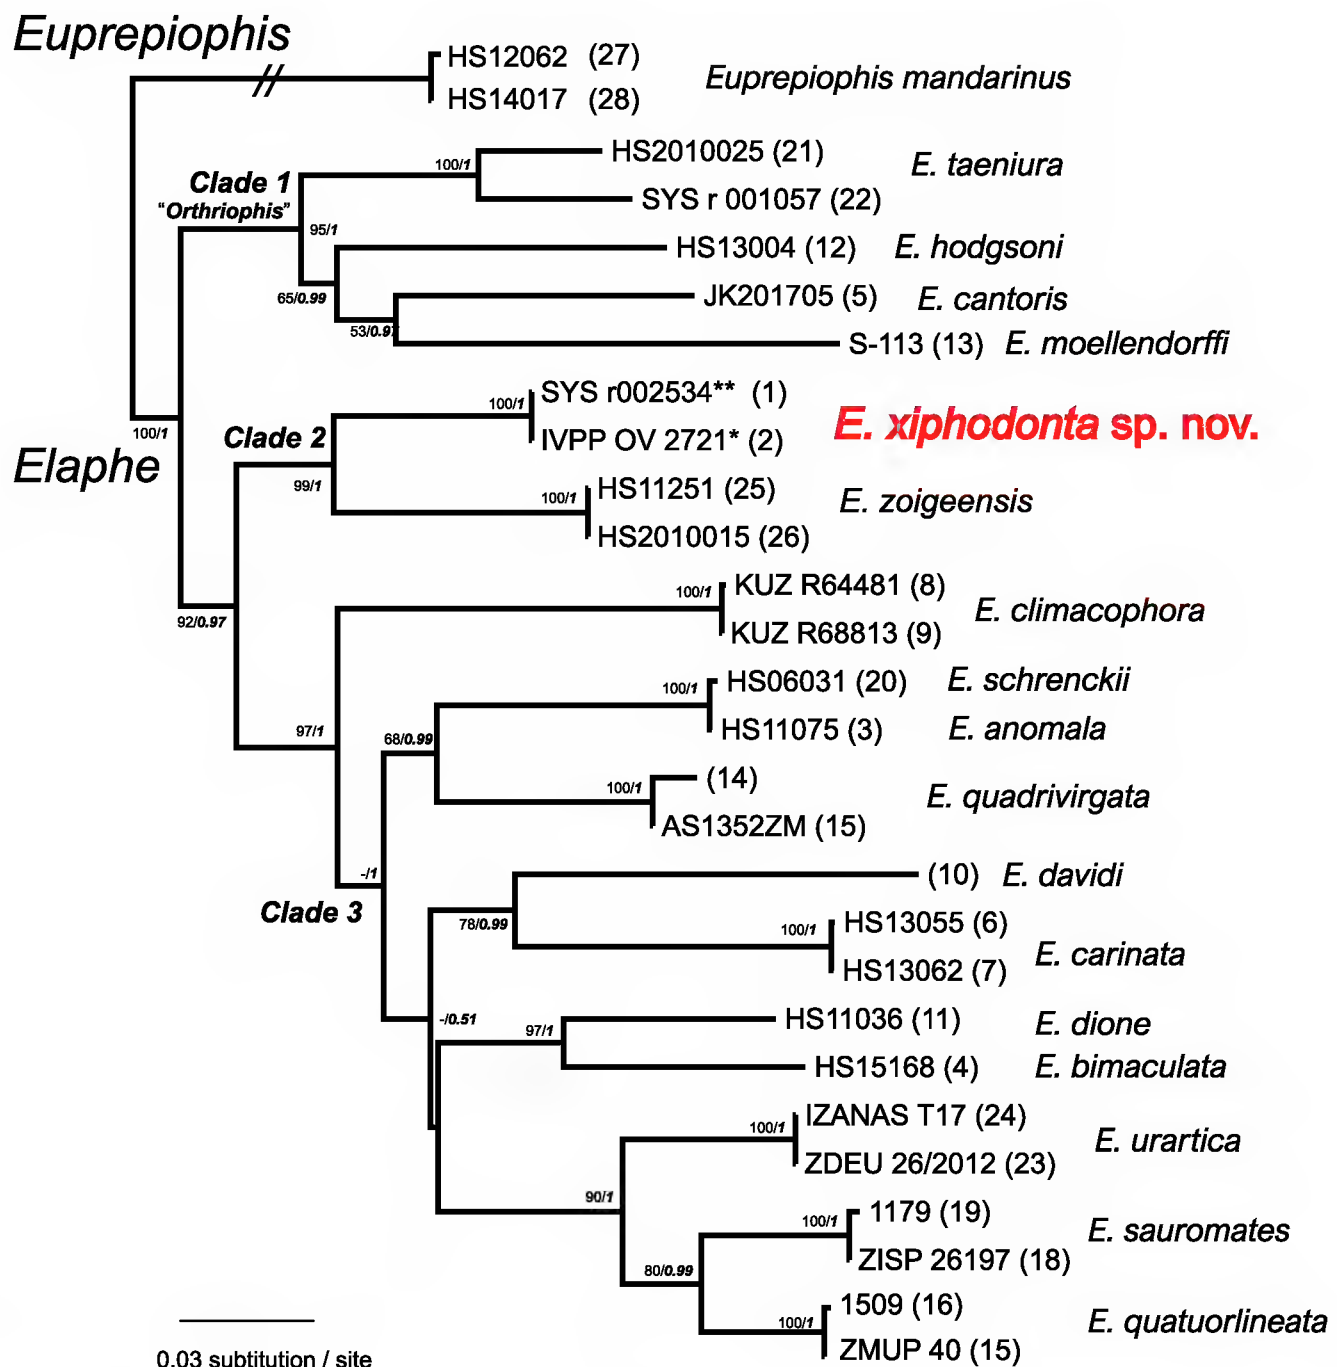 Euprepiophis
HS12062 (27)
HS14017 (28)
Euprepiophis mandarinus
HS2010025 (21)
100/1
E. taeniura
Clade 1
"Orthriophis"
SYS r 001057 (22)
95/1
HS13004 (12)
E. hodgsoni
65/0.99
JK201705 (5)
E. cantoris
53/0.97
S-113 (13)
E. moellendorffi
SYS r002534** (1)
100/1
E. xiphodonta sp. nov.
100/1
Clade 2
IVPP OV 2721* (2)
Elaphe
99/1
HS11251 (25)
100/1
E. zoigeensis
HS2010015 (26)
KUZ R64481 (8)
100/1
E. climacophora
92/0.97
KUZ R68813 (9)
HS06031 (20)
E. schrenckii
100/1
97/1
HS11075 (3)
E. anomala
68/0.99
(14)
100/1
E. quadrivirgata
AS1352ZM (15)
-/1
(10)
E. davidi
Clade 3
78/0.99
HS13055 (6)
100/1
E. carinata
HS13062 (7)
-/0.51
HS11036 (11)
E. dione
97/1
HS15168 (4)
E. bimaculata
IZANAS T17 (24)
100/1
E. urartica
ZDEU 26/2012 (23)
90/1
1179 (19)
100/1
E. sauromates
ZISP 26197 (18)
80/0.99
1509 (16)
100/1
E. quatuorlineata
ZMUP 40 (15)
0.03 subtitution / site